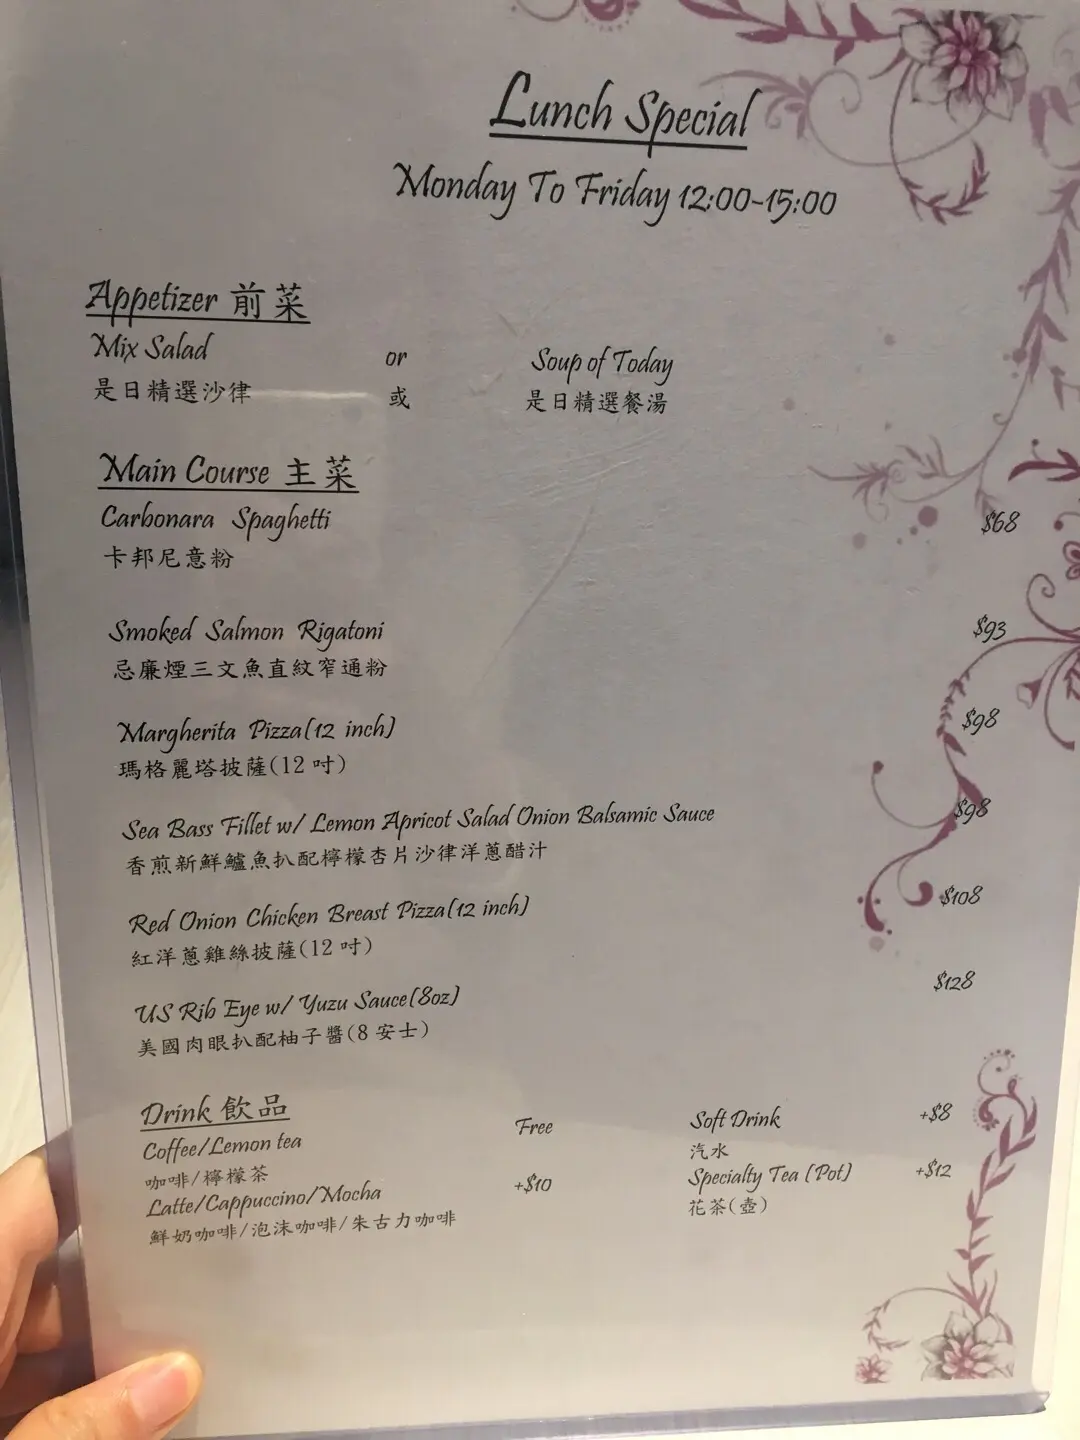 Lunch Special
Monday To Friday 12:00-15:00
Appetizer 前菜
Mix Salad or Soup of Today
是日精選沙律 或 是日精選餐湯
Main Course 主菜
Carbonara Spaghetti $68
卡邦尼意粉
Smoked Salmon Rigatoni $93
忌廉煙三文魚直紋窄通粉
Margherita Pizza(12 inch) $98
瑪格麗塔披薩(12 吋)
Sea Bass Fillet w/ Lemon Apricot Salad Onion Balsamic Sauce $98
香煎新鮮鱸魚扒配檸檬杏片沙律洋蔥醋汁
Red Onion Chicken Breast Pizza(12 inch) $108
紅洋蔥雞絲披薩(12 吋)
US Rib Eye w/ Yuzu Sauce(8oz) $128
美國肉眼扒配柚子醬(8 安士)
Drink 飲品
Coffee/Lemon tea Free Soft Drink +$8
咖啡/檸檬茶 汽水
Latte/Cappuccino/Mocha +$10 Specialty Tea (Pot) +$12
鮮奶咖啡/泡沫咖啡/朱古力咖啡 花茶(壺)